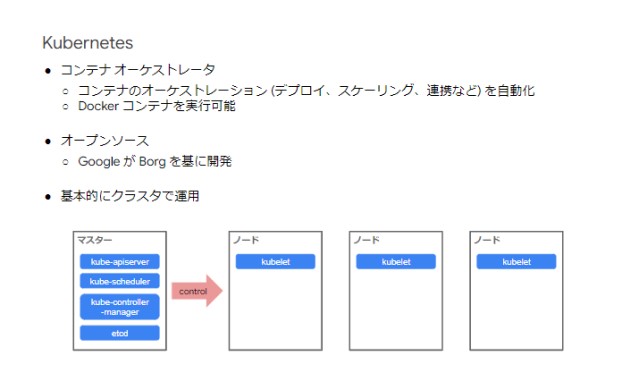 Kubernetes
● コンテナ オーケストレータ
○ コンテナのオーケストレーション (デプロイ、スケーリング、連携など) を自動化
○ Docker コンテナを実行可能
● オープンソース
○ Google が Borg を基に開発
● 基本的にクラスタで運用
マスター
kube-apiserver
kube-scheduler
kube-controller
-manager
etcd
control
ノード
kubelet
ノード
kubelet
ノード
kubelet